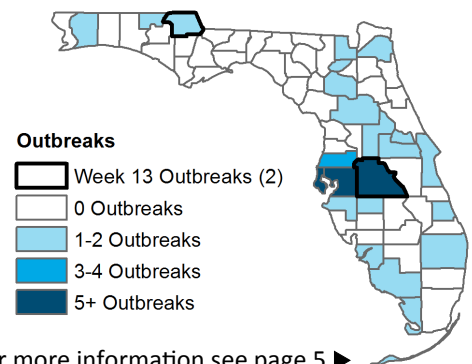 Outbreaks
Week 13 Outbreaks (2)
0 Outbreaks
1-2 Outbreaks
3-4 Outbreaks
5+ Outbreaks
r more information see page 5 ▶